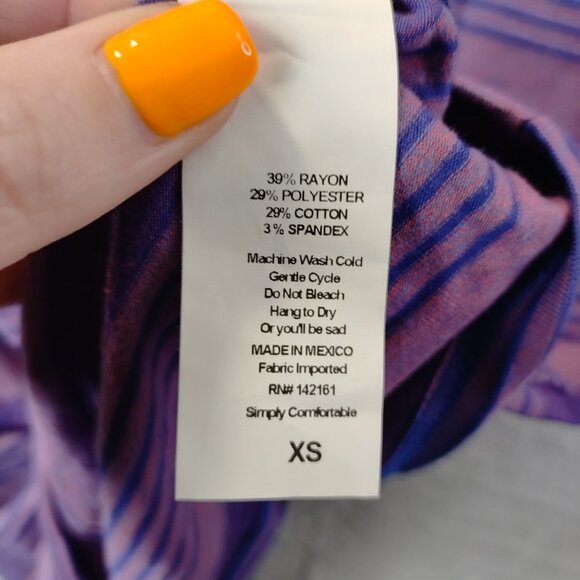 39% RAYON
29% POLYESTER
29% COTTON
3% SPANDEX
Machine Wash Cold
Gentle Cycle
Do Not Bleach
Hang to Dry
Or you'll be sad
MADE IN MEXICO
Fabric Imported
RN# 142161
Simply Comfortable
XS